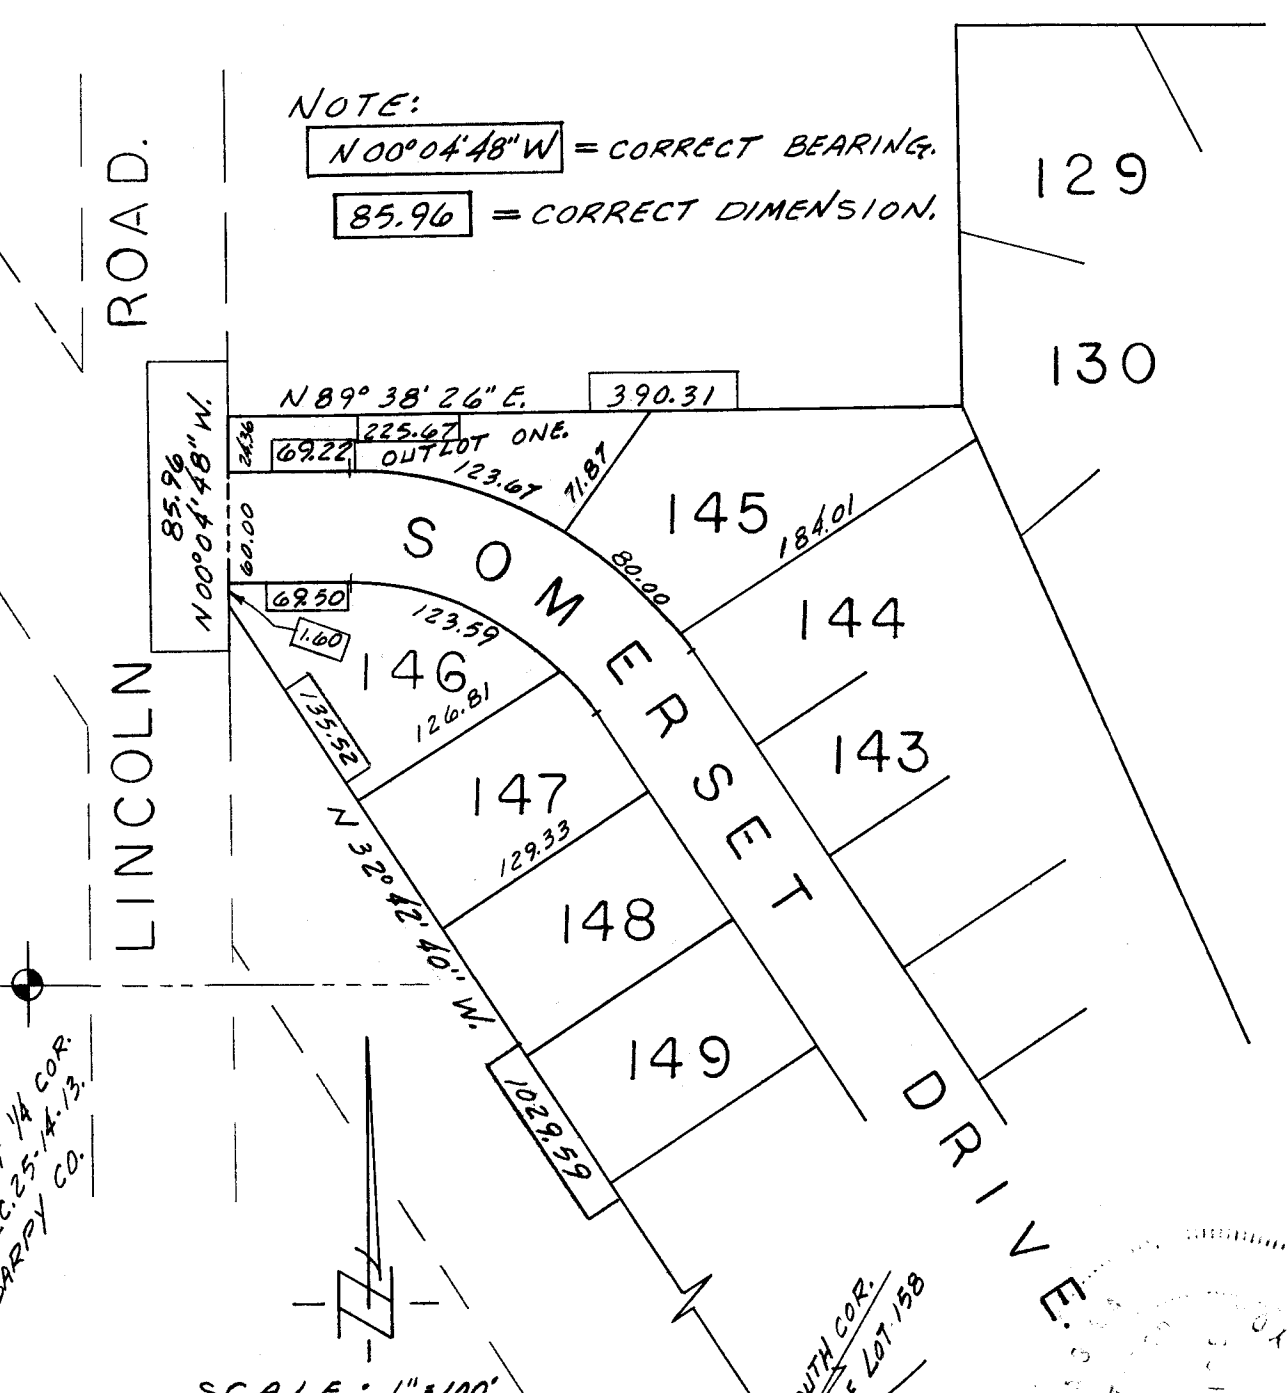 NOTE:
N 00° 04' 48" W = CORRECT BEARING.
85.96 = CORRECT DIMENSION.
129
130
LINCOLN ROAD.
85.96
N 00° 04' 48" W.
N 89° 38' 26" E.
390.31
24.36
225.67
69.22
OUTLOT ONE.
123.67
71.87
145
184.01
60.00
80.00
69.50
1.60
123.59
146
126.81
144
143
135.52
147
129.33
N 32° 42' 40" W.
148
149
1029.59
SOMERSET DRIVE.
1/4 COR.
25-14-13.
CO.
COR.
LOT 158
SCALE: 1"=100'